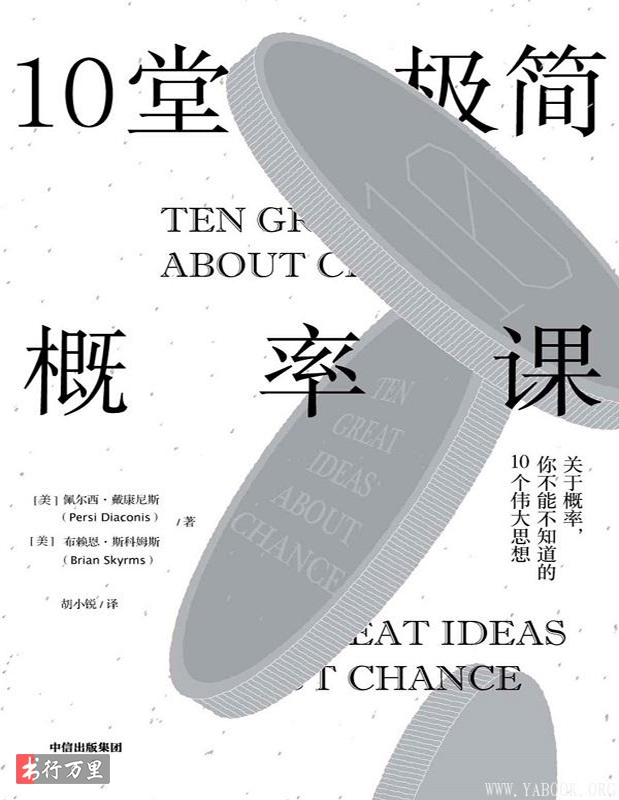 10堂极简
TEN GR
ABOUT C
概率课
TEN
GREAT
IDEAS
ABOUT
CHANCE
10
关于概率，
你不能不知道的
10个伟大思想
[美] 佩尔西·戴康尼斯
（Persi Diaconis）
/ 著
[美] 布赖恩·斯科姆斯
（Brian Skyrms）
胡小锐 / 译
EAT IDEAS
T CHANCE
中信出版集团
书行万里
WWW.YABOOK.ORG